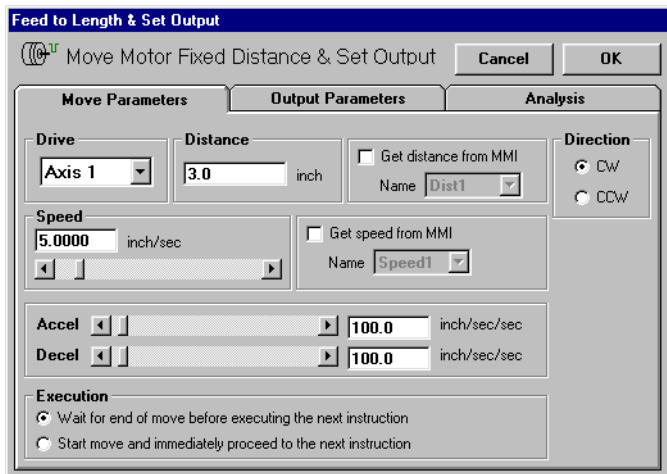 Feed to Length & Set Output
Move Motor Fixed Distance & Set Output
Cancel
OK
Move Parameters
Output Parameters
Analysis
Drive
Axis 1
Distance
3.0 inch
Get distance from MMI
Name Dist1
Direction
CW
CCW
Speed
5.0000 inch/sec
Get speed from MMI
Name Speed1
Accel 100.0 inch/sec/sec
Decel 100.0 inch/sec/sec
Execution
Wait for end of move before executing the next instruction
Start move and immediately proceed to the next instruction